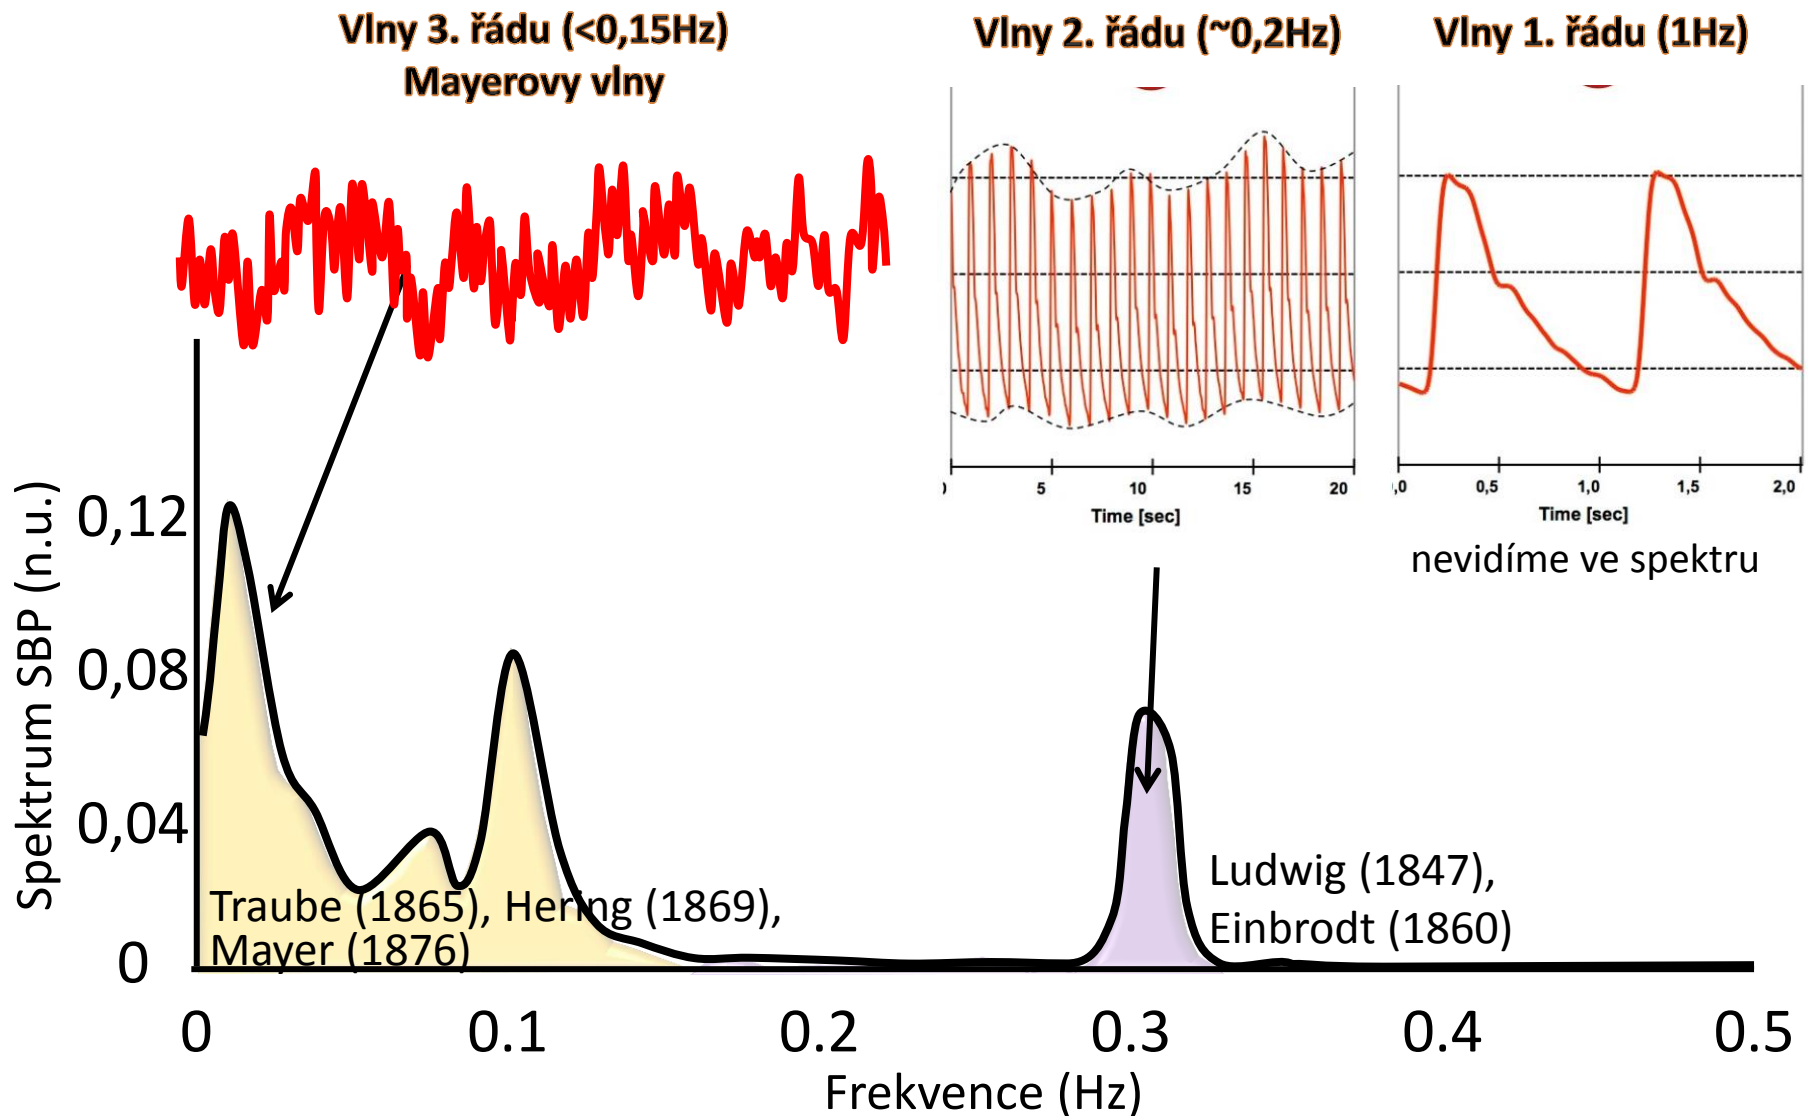 Vlny 3. řádu (<0,15Hz)
Mayerovy vlny
Vlny 2. řádu (~0,2Hz)
Vlny 1. řádu (1Hz)
5
10
15
20
Time [sec]
,0
0,5
1,0
1,5
2,0
Time [sec]
nevidíme ve spektru
Spektrum SBP (n.u.)
0,12
0,08
0,04
0
Traube (1865), Hering (1869),
Mayer (1876)
Ludwig (1847),
Einbrodt (1860)
0
0.1
0.2
0.3
0.4
0.5
Frekvence (Hz)